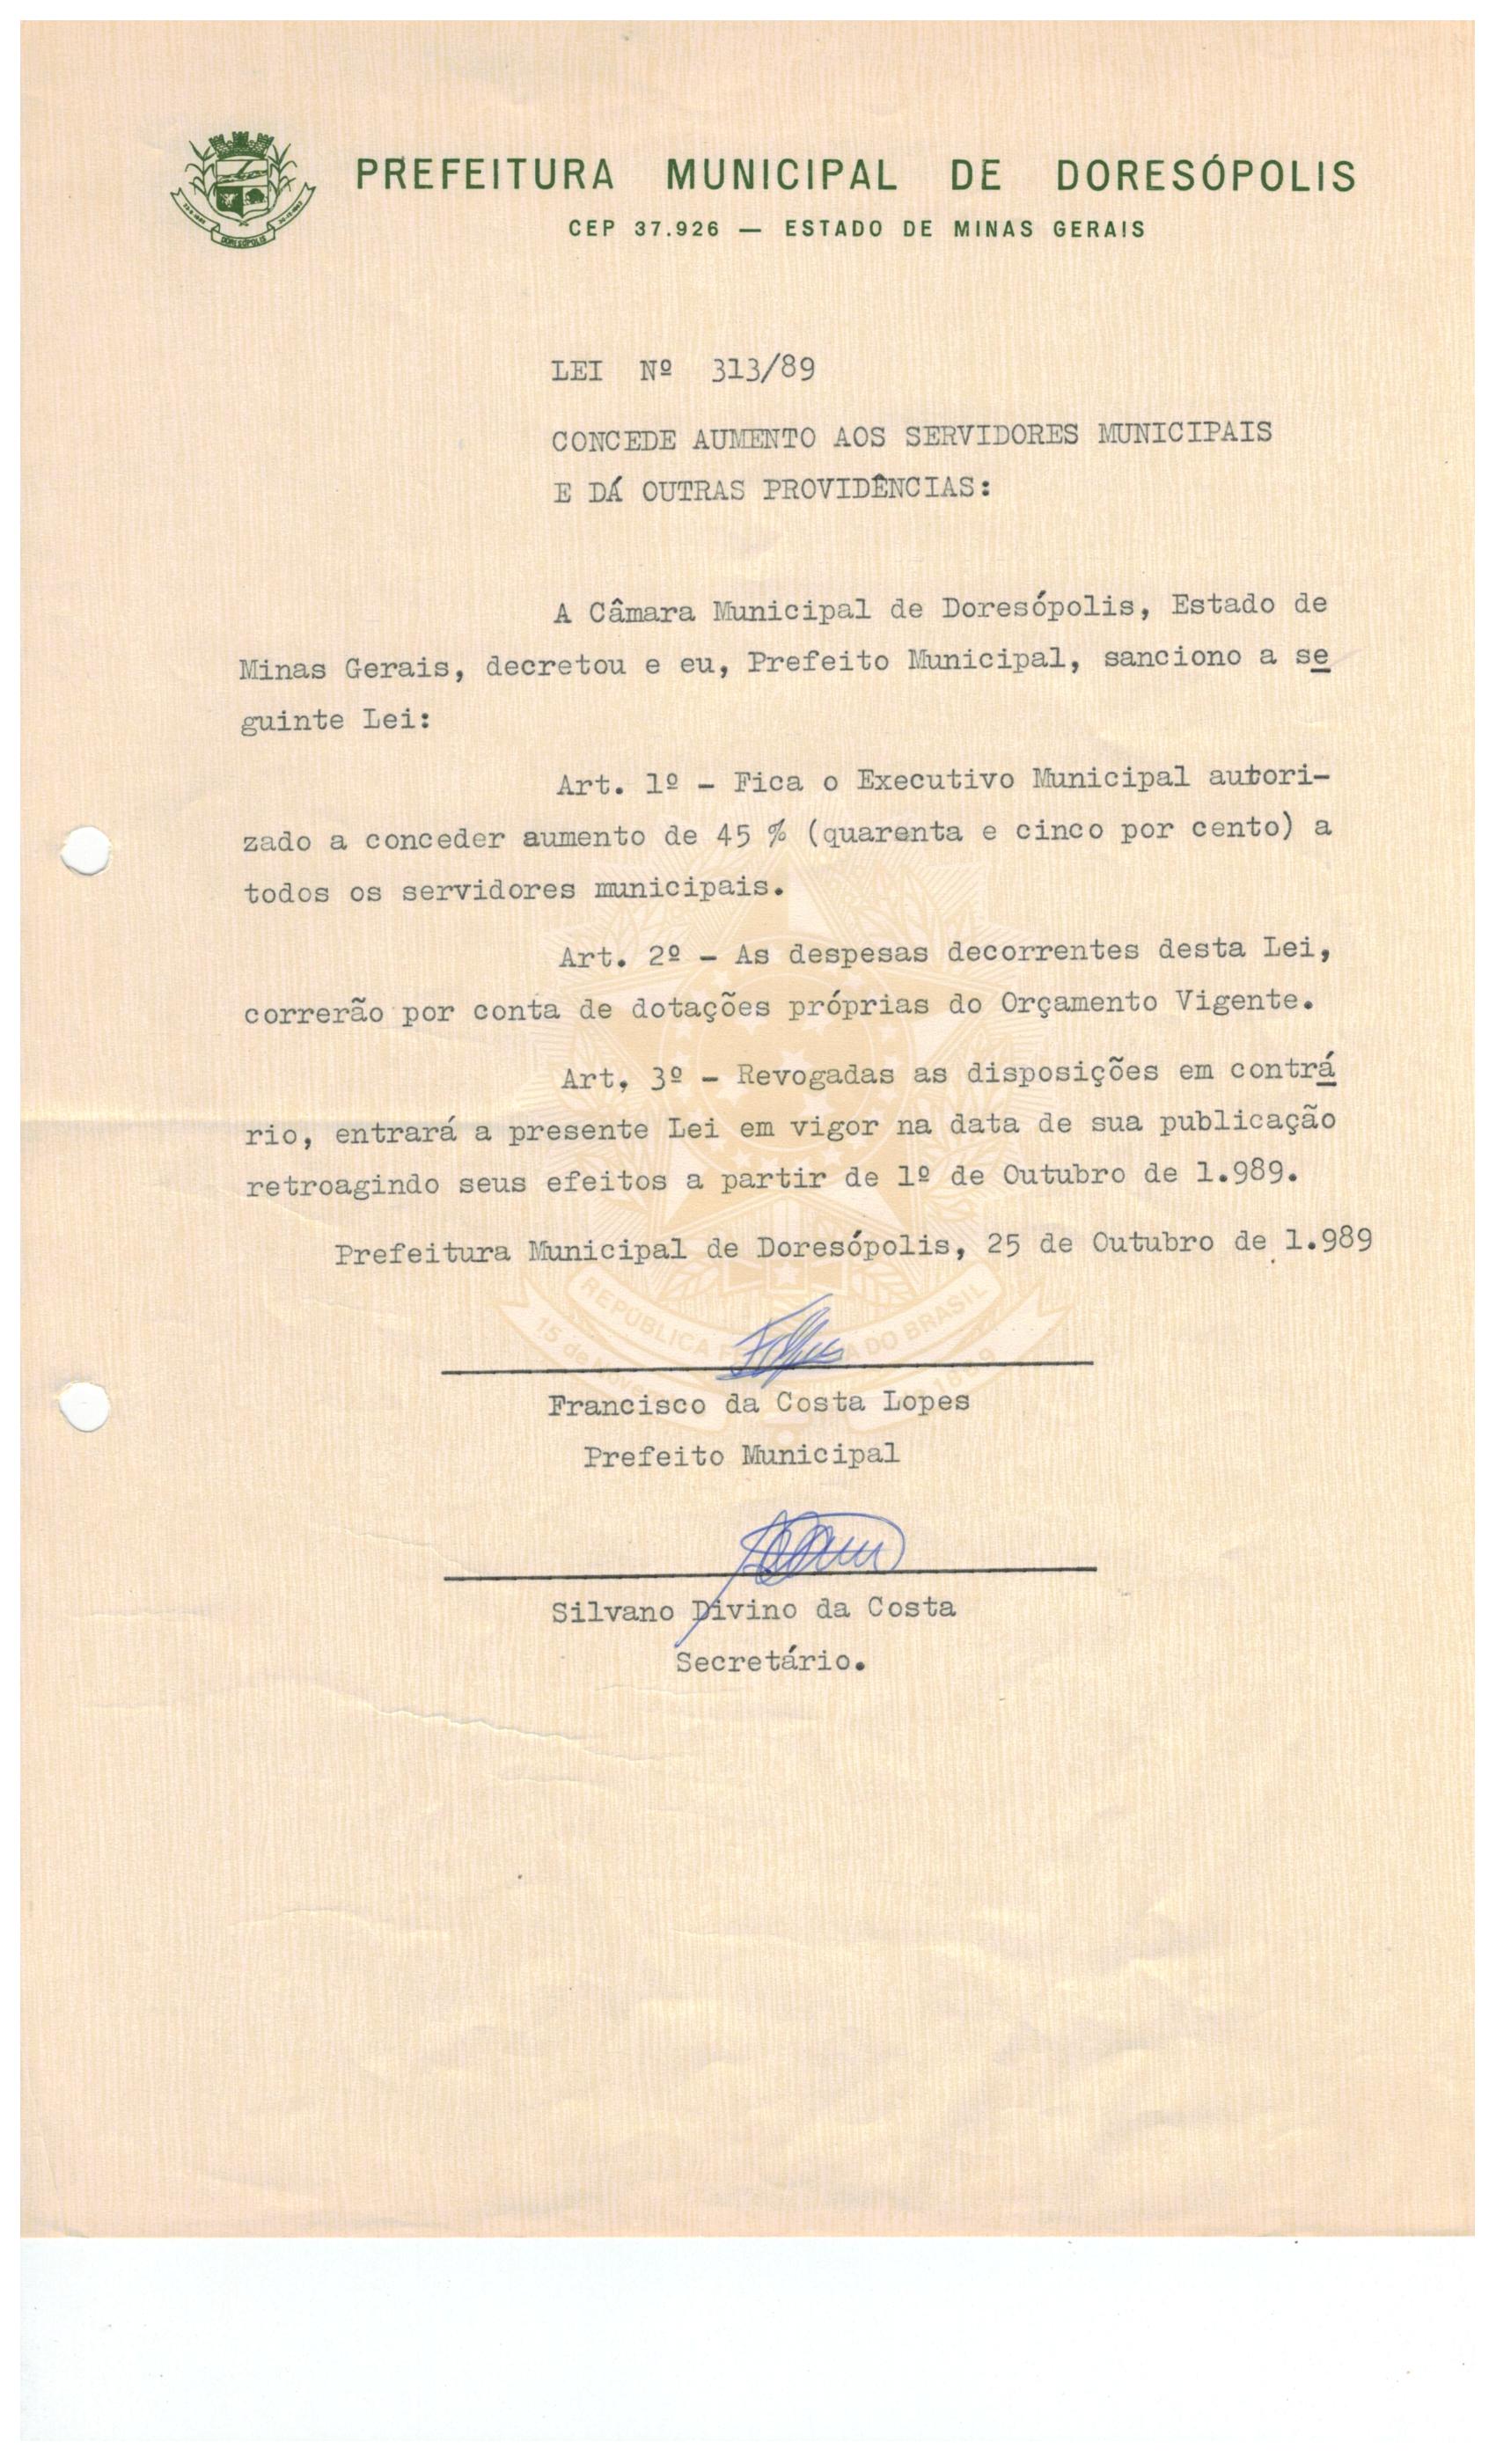 PREFEITURA MUNICIPAL DE DORESÓPOLIS
CEP 37.926 — ESTADO DE MINAS GERAIS
DORESÓPOLIS
LEI Nº 313/89
CONCEDE AUMENTO AOS SERVIDORES MUNICIPAIS
E DÁ OUTRAS PROVIDÊNCIAS:
A Câmara Municipal de Doresópolis, Estado de
Minas Gerais, decretou e eu, Prefeito Municipal, sanciono a se
guinte Lei:
Art. 1º - Fica o Executivo Municipal autori-
zado a conceder aumento de 45 % (quarenta e cinco por cento) a
todos os servidores municipais.
Art. 2º - As despesas decorrentes desta Lei,
correrão por conta de dotações próprias do Orçamento Vigente.
Art. 3º - Revogadas as disposições em contrá
rio, entrará a presente Lei em vigor na data de sua publicação
retroagindo seus efeitos a partir de 1º de Outubro de 1.989.
Prefeitura Municipal de Doresópolis, 25 de Outubro de 1.989
REPÚBLICA DO BRASIL
15 de
Francisco da Costa Lopes
Prefeito Municipal
Silvano Divino da Costa
Secretário.